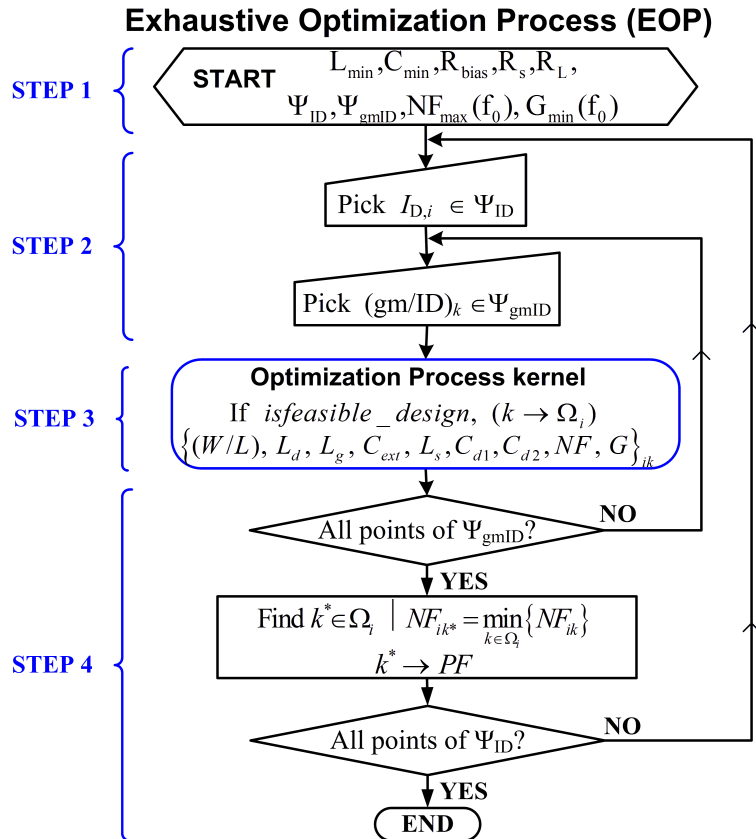 Exhaustive Optimization Process (EOP)
STEP 1
START
L_min, C_min, R_bias, R_s, R_L,
Ψ_ID, Ψ_gmID, NF_max(f_0), G_min(f_0)
STEP 2
Pick I_D,i ∈ Ψ_ID
Pick (gm/ID)_k ∈ Ψ_gmID
STEP 3
Optimization Process kernel
If isfeasible_design, (k → Ω_i)
{(W/L), L_d, L_g, C_ext, L_s, C_d1, C_d2, NF, G}_ik
STEP 4
All points of Ψ_gmID?
NO
YES
Find k* ∈ Ω_i | NF_ik* = min_{k∈Ω_i} {NF_ik}
k* → PF
All points of Ψ_ID?
NO
YES
END